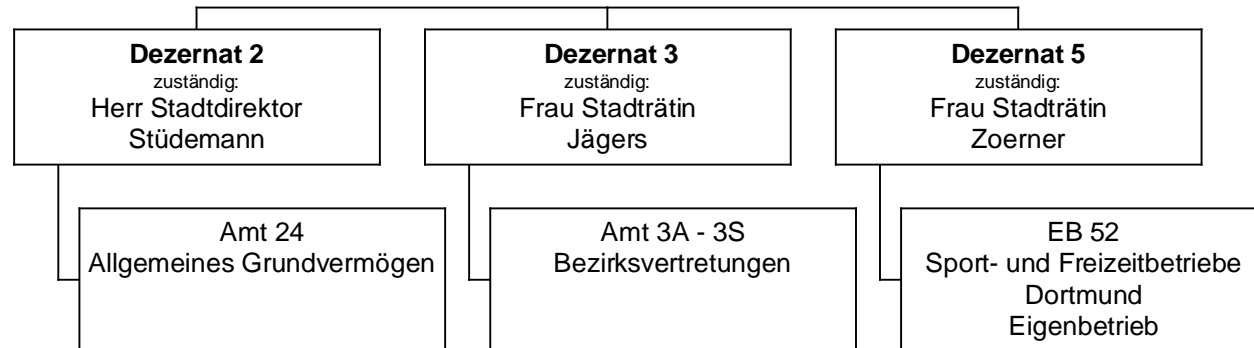 Dezernat 2
zuständig:
Herr Stadtdirektor
Stüdemann
Dezernat 3
zuständig:
Frau Stadträtin
Jägers
Dezernat 5
zuständig:
Frau Stadträtin
Zoerner
Amt 24
Allgemeines Grundvermögen
Amt 3A - 3S
Bezirksvertretungen
EB 52
Sport- und Freizeitbetriebe
Dortmund
Eigenbetrieb